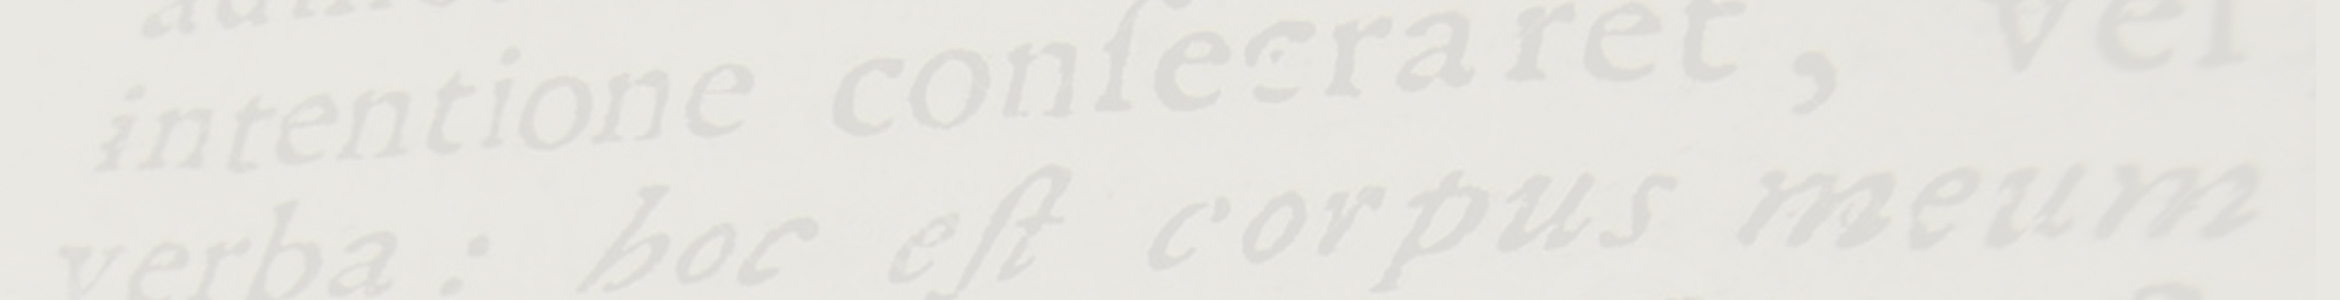 intentione conſecraret, vel
verba: hoc eſt corpus meum